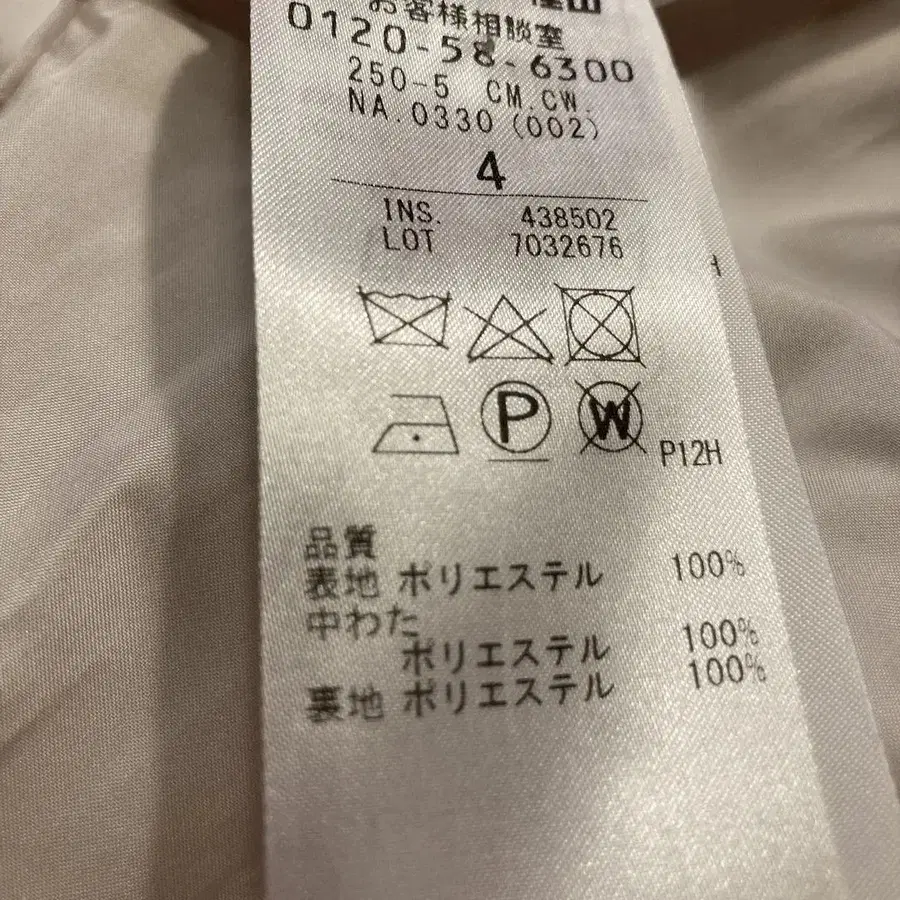 お客様相談室
0120-58-6300
250-5 CM.CW.
NA.0330 (002)
4
INS. 438502
LOT 7032676
P
W
P12H
品質
表地 ポリエステル 100%
中わた
ポリエステル 100%
裏地 ポリエステル 100%